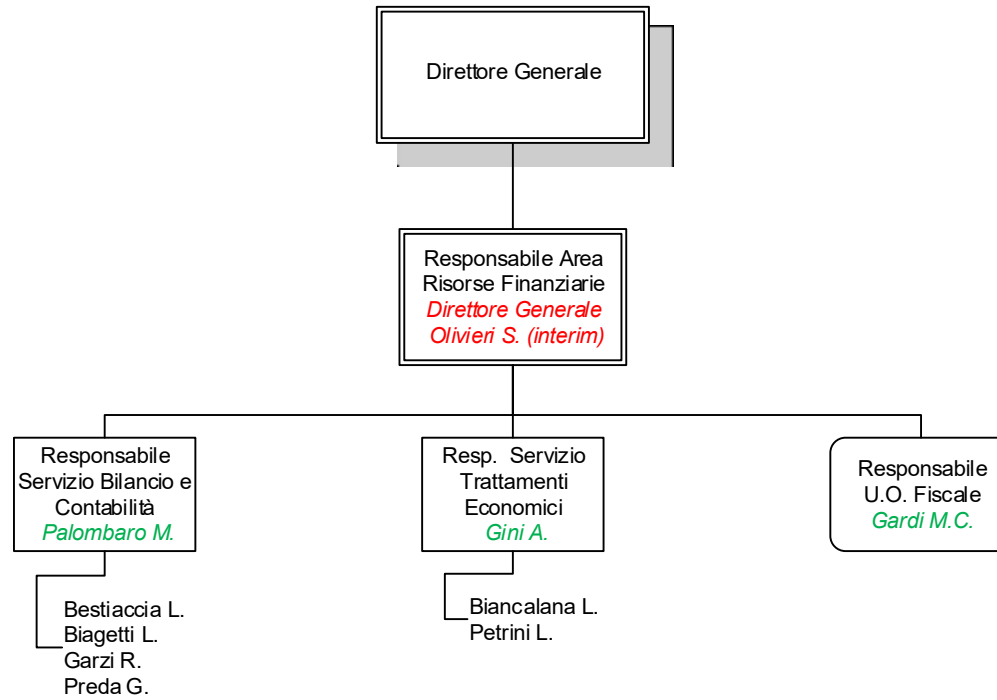 Direttore Generale
Responsabile Area
Risorse Finanziarie
Direttore Generale
Olivieri S. (interim)
Responsabile
Servizio Bilancio e
Contabilità
Palombaro M.
Resp. Servizio
Trattamenti
Economici
Gini A.
Responsabile
U.O. Fiscale
Gardi M.C.
Bestiaccia L.
Biagetti L.
Garzi R.
Preda G.
Biancalana L.
Petrini L.